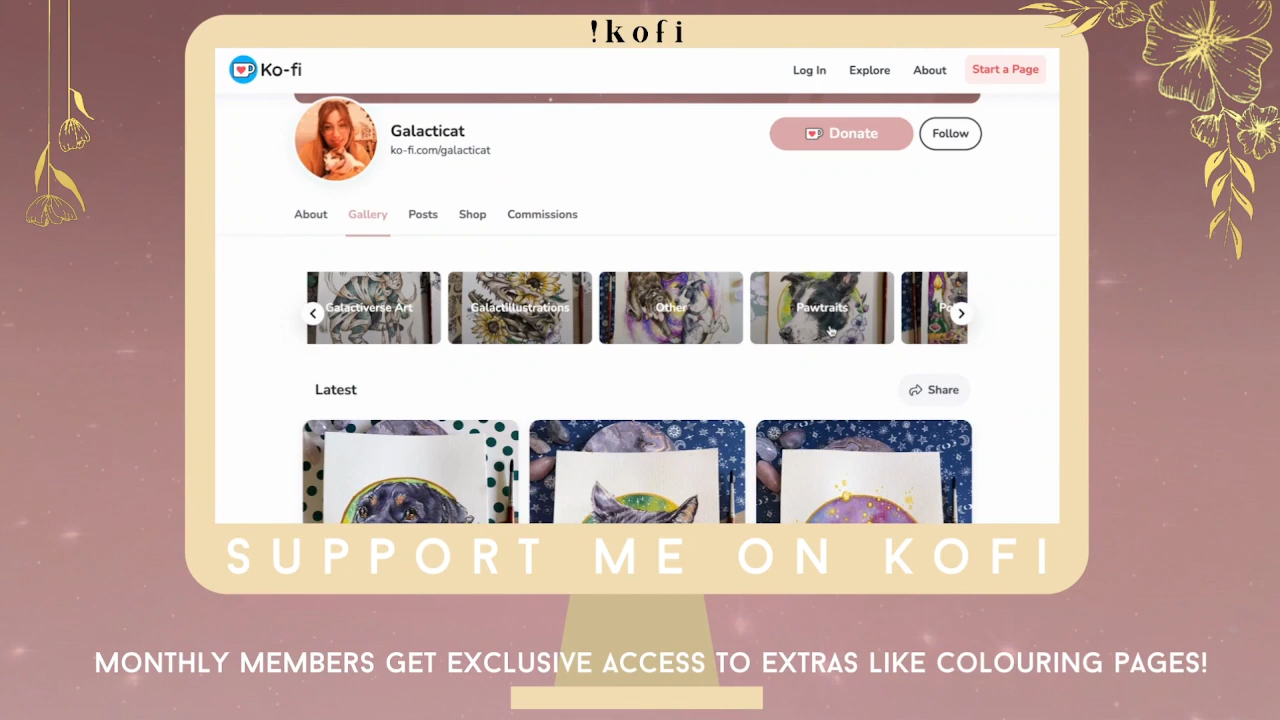 !kofi
Ko-fi
Log In
Explore
About
Start a Page
Galacticat
ko-fi.com/galacticat
Donate
Follow
About
Gallery
Posts
Shop
Commissions
Galactiverse Art
Galactillustrations
Other
Pawtraits
Po
Latest
Share
SUPPORT ME ON KOFI
MONTHLY MEMBERS GET EXCLUSIVE ACCESS TO EXTRAS LIKE COLOURING PAGES!